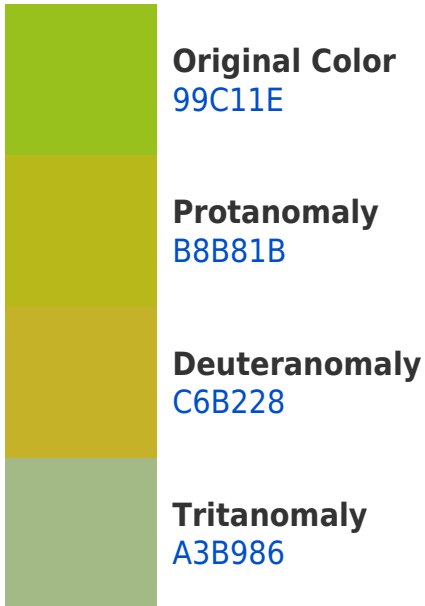 Original Color
99C11E
Protanomaly
B8B81B
Deuteranomaly
C6B228
Tritanomaly
A3B986